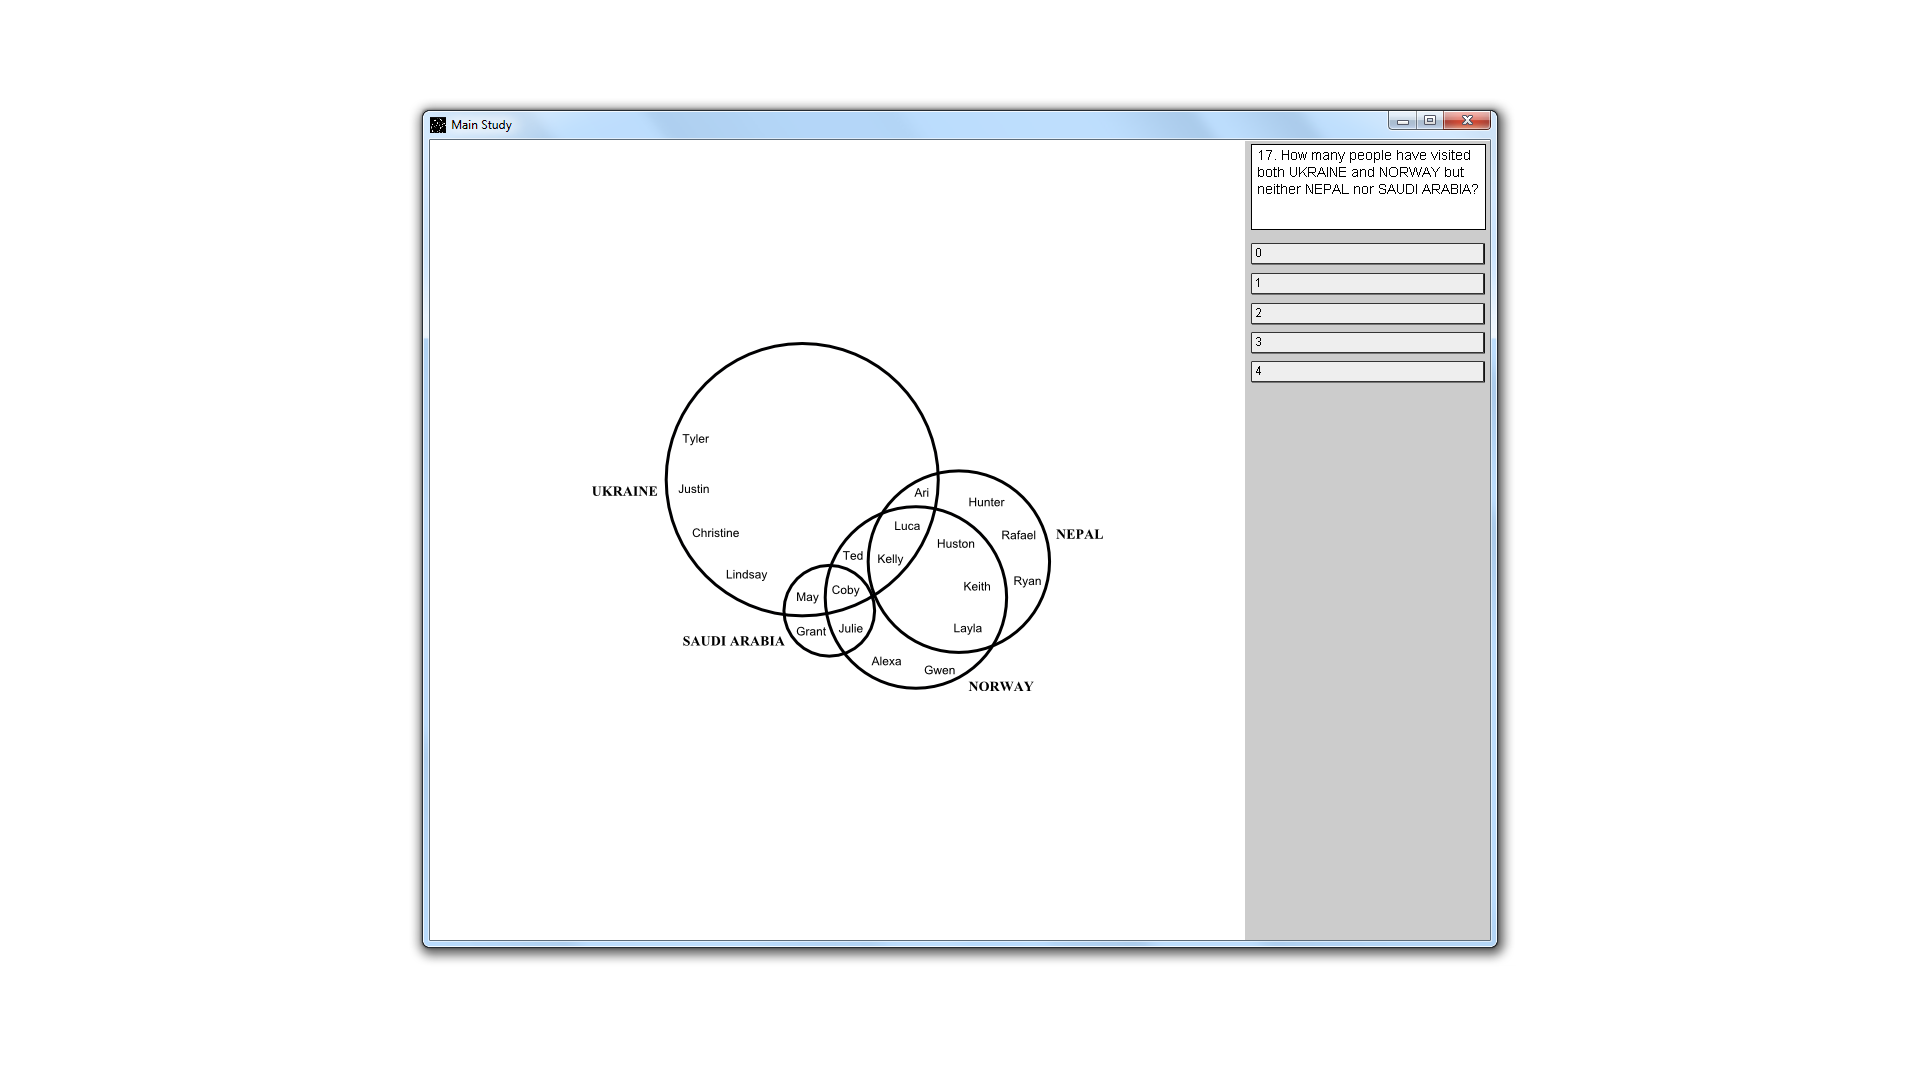 Main Study
17. How many people have visited
both UKRAINE and NORWAY but
neither NEPAL nor SAUDI ARABIA?
0
1
2
3
4
Tyler
UKRAINE
Justin
Christine
Lindsay
Ari
Hunter
Luca
Rafael
NEPAL
Huston
Ted
Kelly
Keith
Ryan
May
Coby
Grant
Julie
Layla
SAUDI ARABIA
Alexa
Gwen
NORWAY